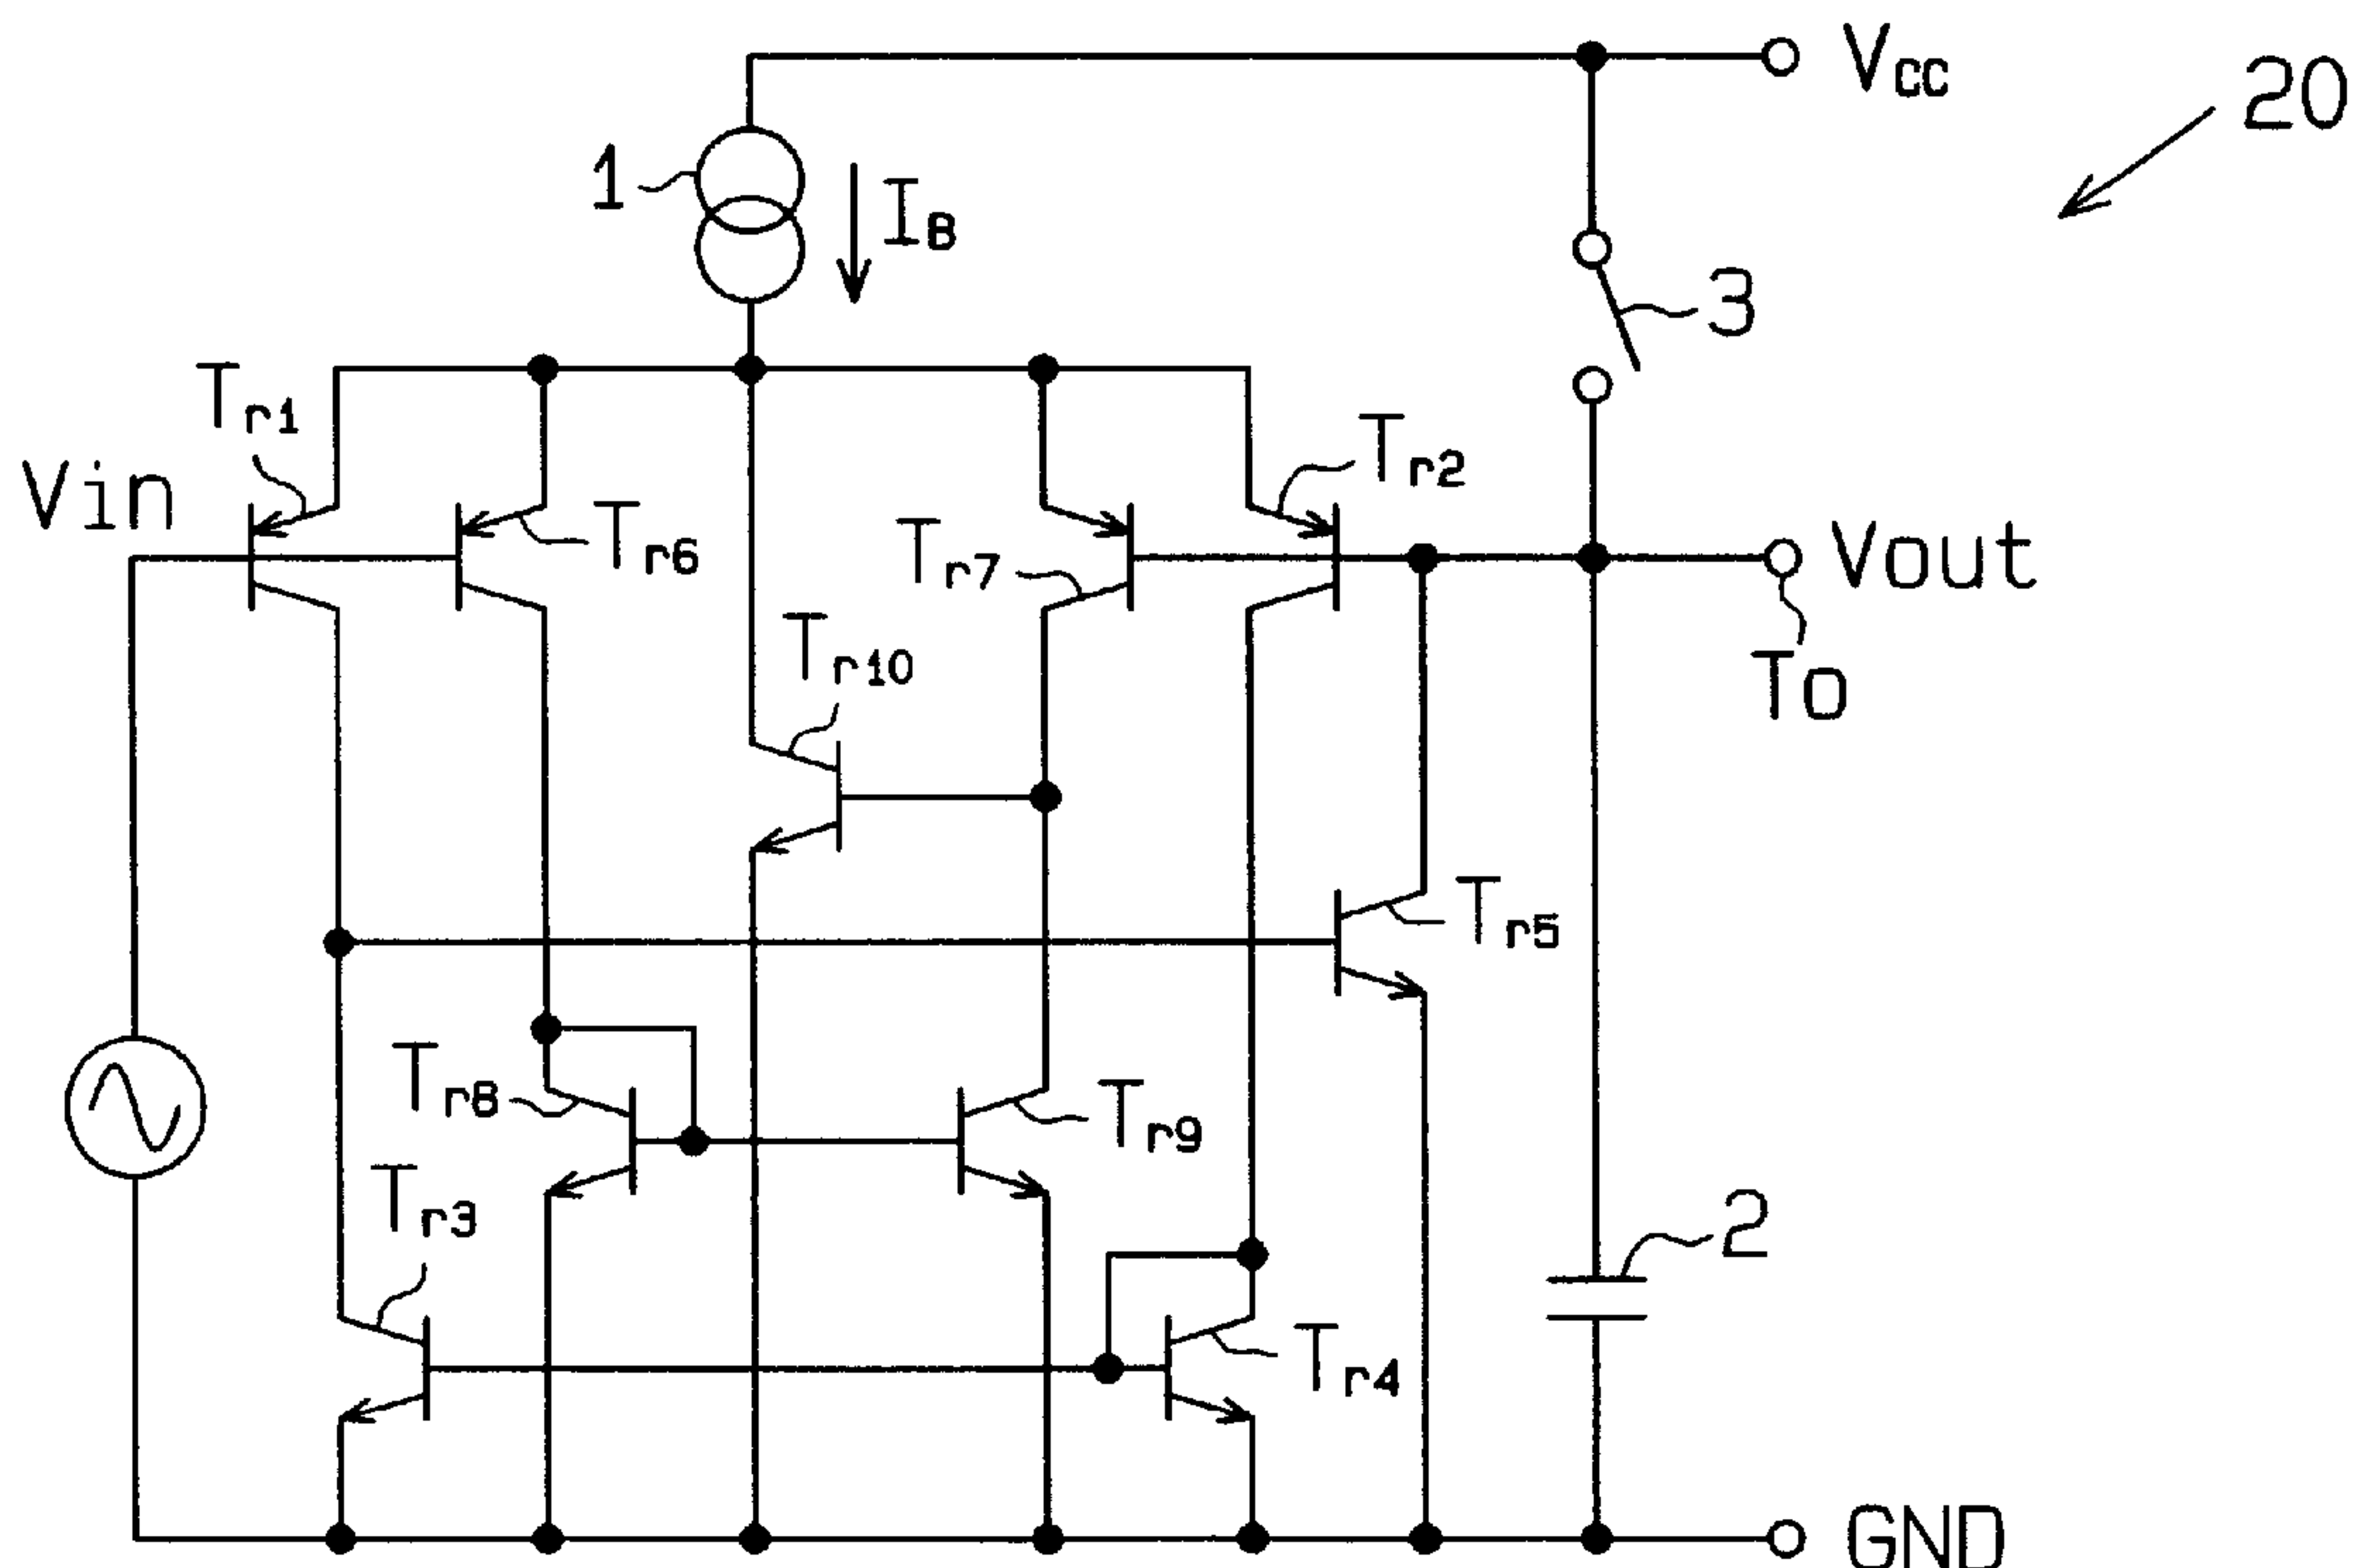 VCC
20
1
IB
3
Tr1
Tr2
Vin
Tr6
Tr7
Vout
Tr10
To
Tr5
Tr8
Tr9
Tr3
2
Tr4
GND